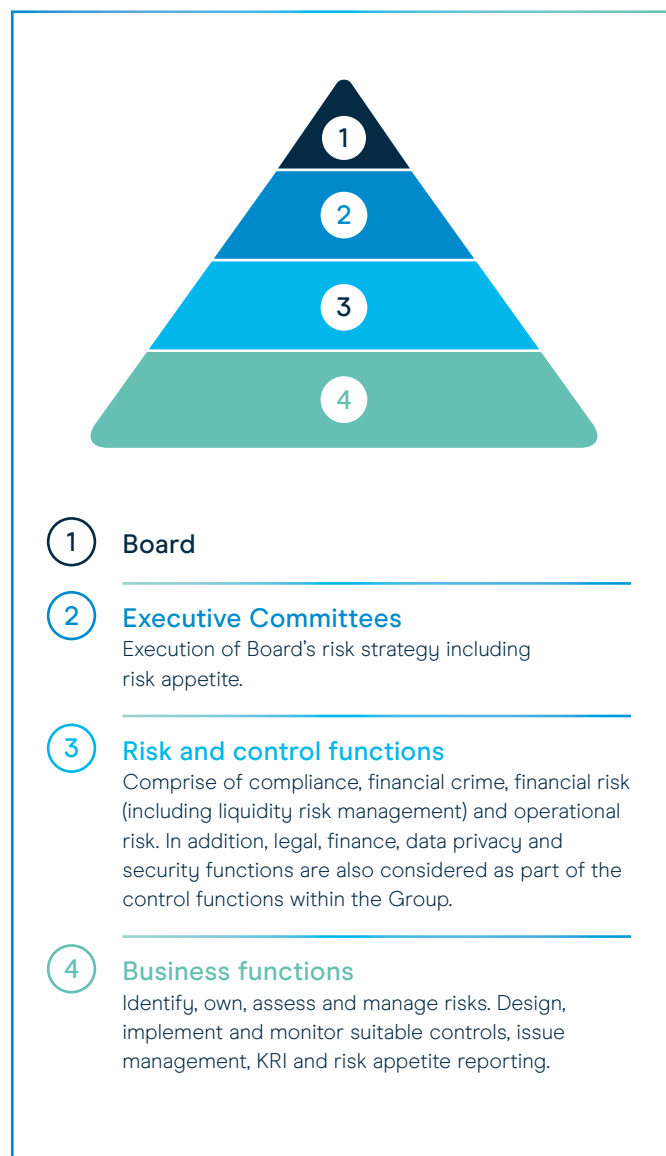 1
2
3
4
1 Board
2 Executive Committees
Execution of Board’s risk strategy including
risk appetite.
3 Risk and control functions
Comprise of compliance, financial crime, financial risk
(including liquidity risk management) and operational
risk. In addition, legal, finance, data privacy and
security functions are also considered as part of the
control functions within the Group.
4 Business functions
Identify, own, assess and manage risks. Design,
implement and monitor suitable controls, issue
management, KRI and risk appetite reporting.